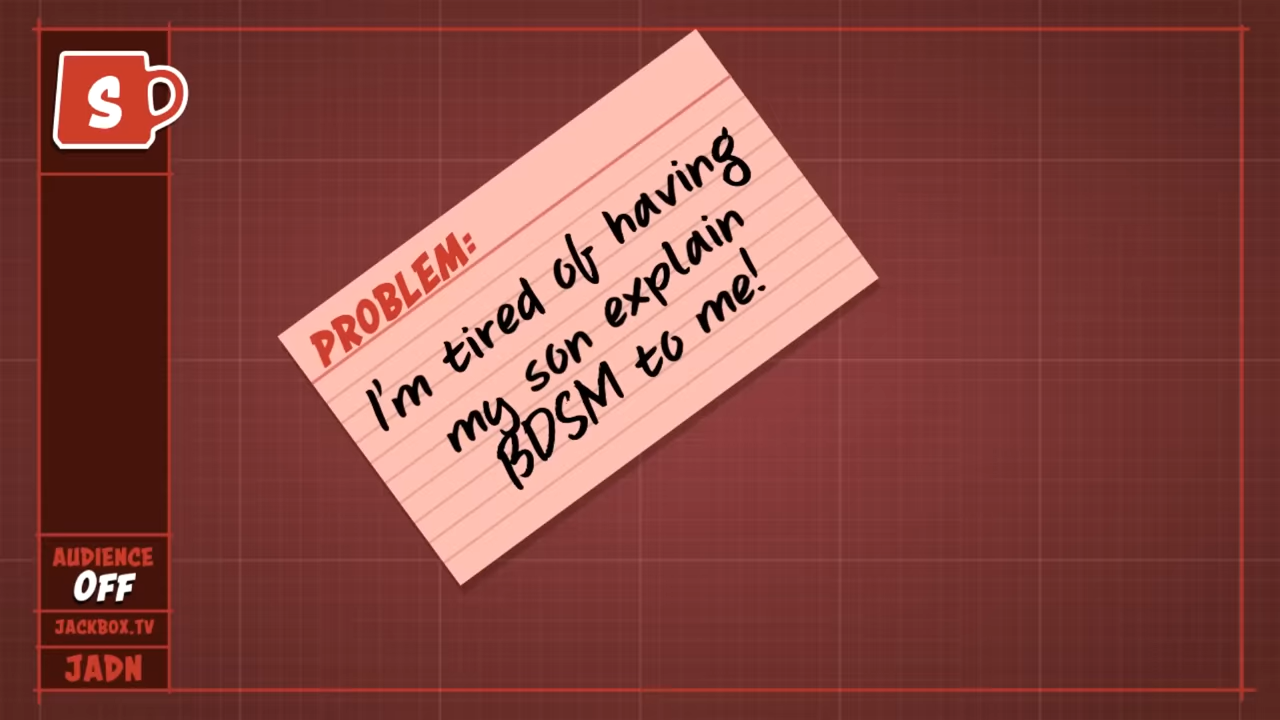 S
PROBLEM:
I'm tired of having
my son explain
BDSM to me!
AUDIENCE
OFF
JACKBOX.TV
JADN